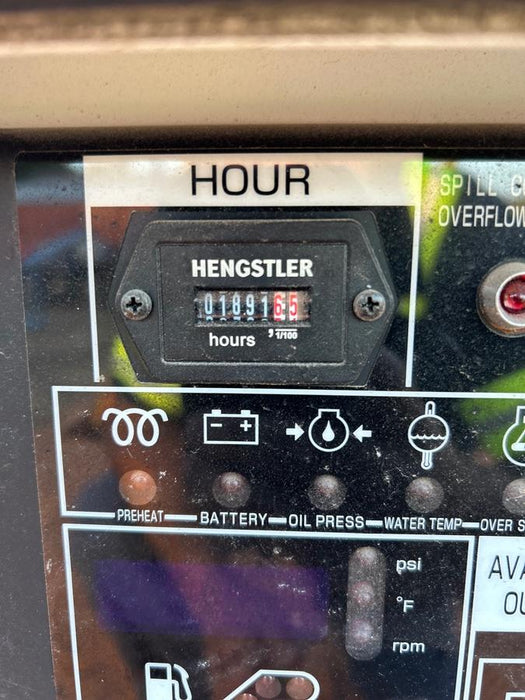 HOUR
SPILL C
OVERFLOW
HENGSTLER
0189165
hours , 1/100
PREHEAT BATTERY OIL PRESS WATER TEMP OVER S
psi
°F
rpm
AVA
OU